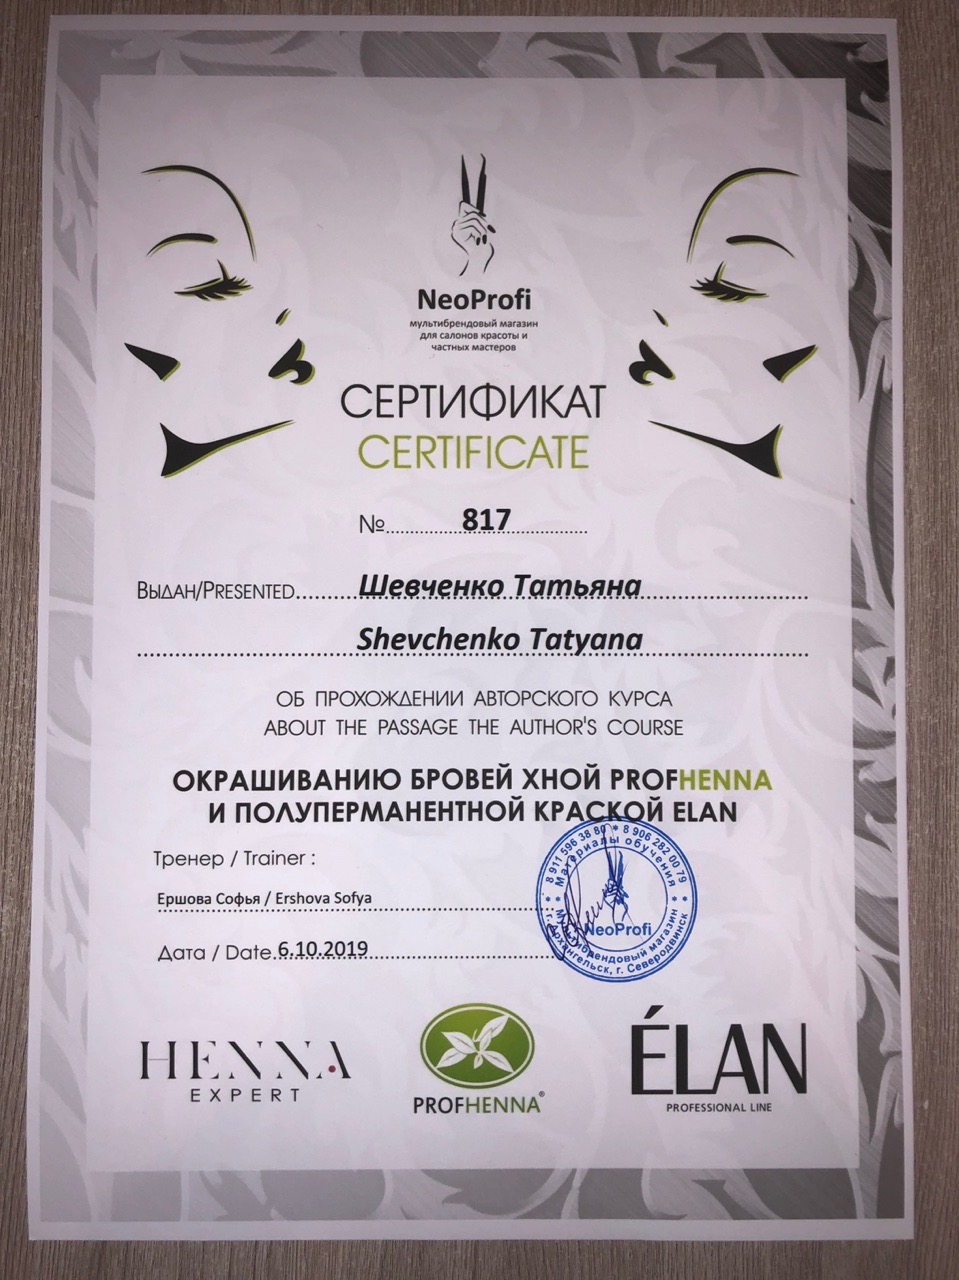 NeoProfi
мультибрендовый магазин
для салонов красоты и
частных мастеров
СЕРТИФИКАТ
CERTIFICATE
№ 817
Выдан/Presented Шевченко Татьяна
Shevchenko Tatyana
ОБ ПРОХОЖДЕНИИ АВТОРСКОГО КУРСА
ABOUT THE PASSAGE THE AUTHOR'S COURSE
ОКРАШИВАНИЮ БРОВЕЙ ХНОЙ PROFHENNA
И ПОЛУПЕРМАНЕНТНОЙ КРАСКОЙ ELAN
Тренер / Trainer :
Ершова Софья / Ershova Sofya
8 911 596 38 80 * 8 906 282 00 79
Материалы обучения
NeoProfi
Мультибрендовый магазин
г. Архангельск, г. Северодвинск
Дата / Date 6.10.2019
HENNA
EXPERT
PROFHENNA®
ÉLAN
PROFESSIONAL LINE